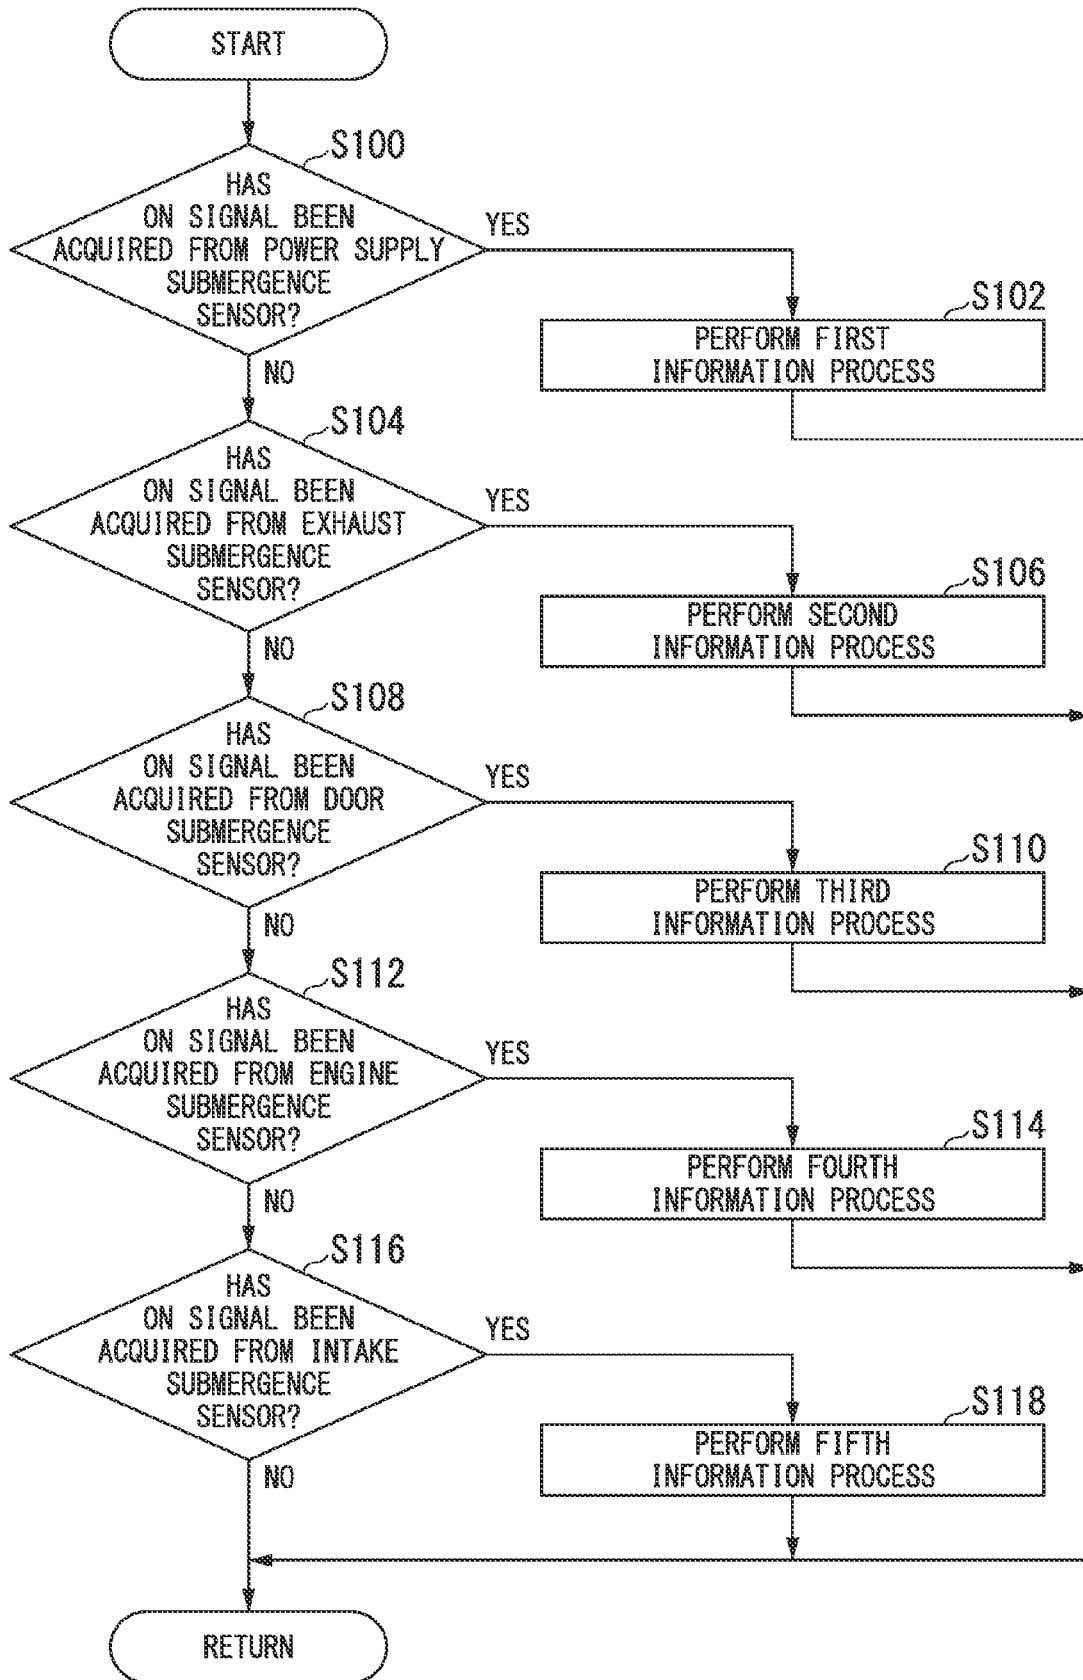 START
S100
HAS
ON SIGNAL BEEN
ACQUIRED FROM POWER SUPPLY
SUBMERGENCE
SENSOR?
YES
S102
PERFORM FIRST
INFORMATION PROCESS
NO
S104
HAS
ON SIGNAL BEEN
ACQUIRED FROM EXHAUST
SUBMERGENCE
SENSOR?
YES
S106
PERFORM SECOND
INFORMATION PROCESS
NO
S108
HAS
ON SIGNAL BEEN
ACQUIRED FROM DOOR
SUBMERGENCE
SENSOR?
YES
S110
PERFORM THIRD
INFORMATION PROCESS
NO
S112
HAS
ON SIGNAL BEEN
ACQUIRED FROM ENGINE
SUBMERGENCE
SENSOR?
YES
S114
PERFORM FOURTH
INFORMATION PROCESS
NO
S116
HAS
ON SIGNAL BEEN
ACQUIRED FROM INTAKE
SUBMERGENCE
SENSOR?
YES
S118
PERFORM FIFTH
INFORMATION PROCESS
NO
RETURN